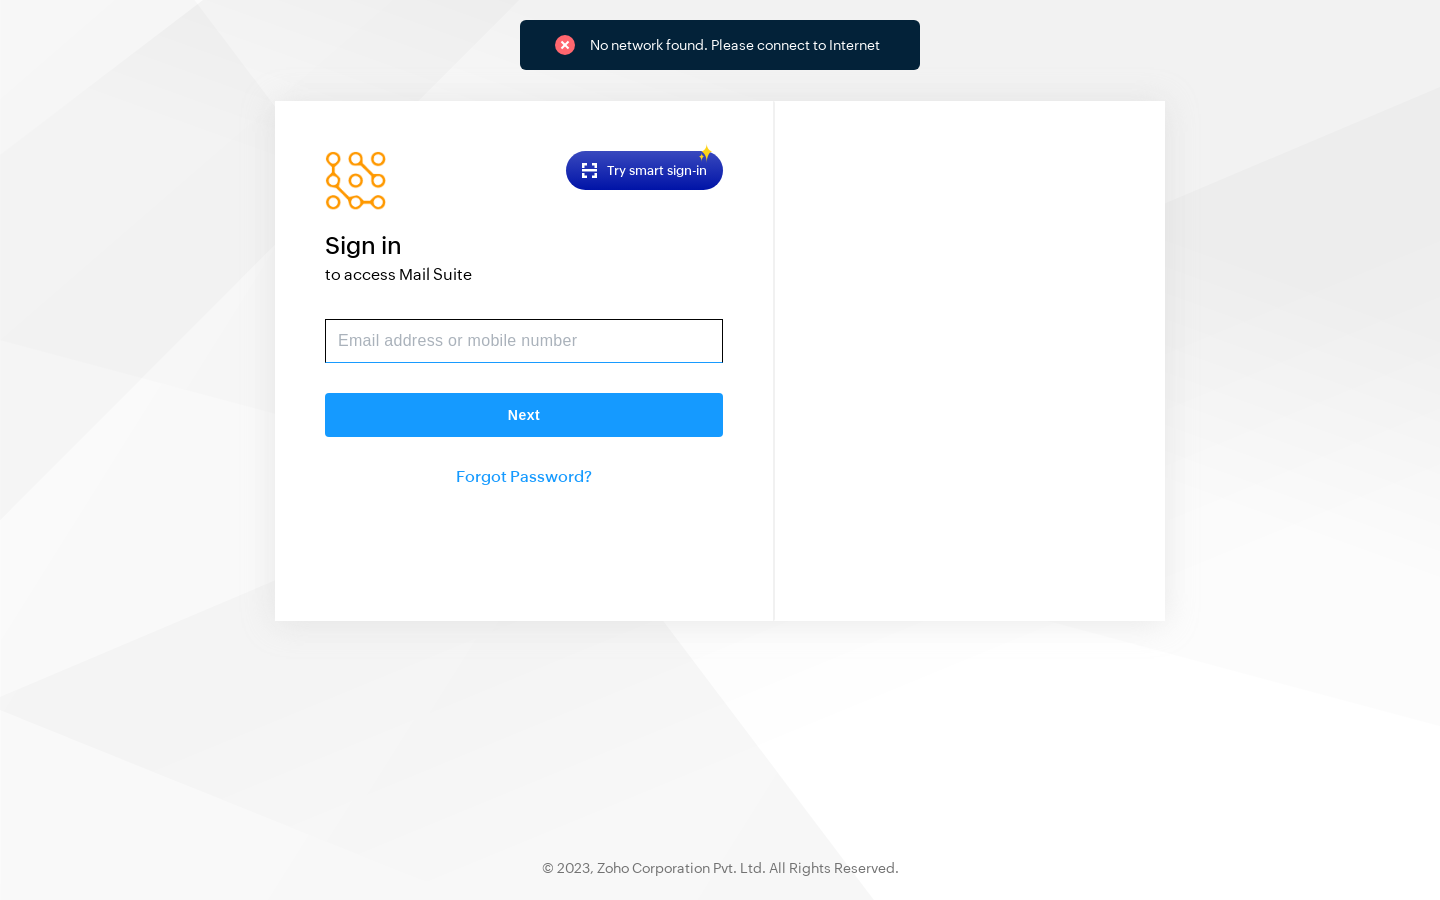 No network found. Please connect to Internet
Try smart sign-in
Sign in
to access Mail Suite
Email address or mobile number
Next
Forgot Password?
© 2023, Zoho Corporation Pvt. Ltd. All Rights Reserved.